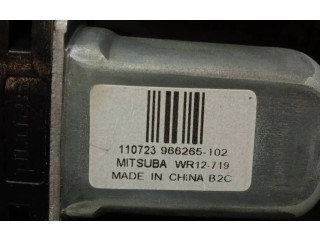 110723 966265-102
MITSUBA WR12-719
MADE IN CHINA B2C